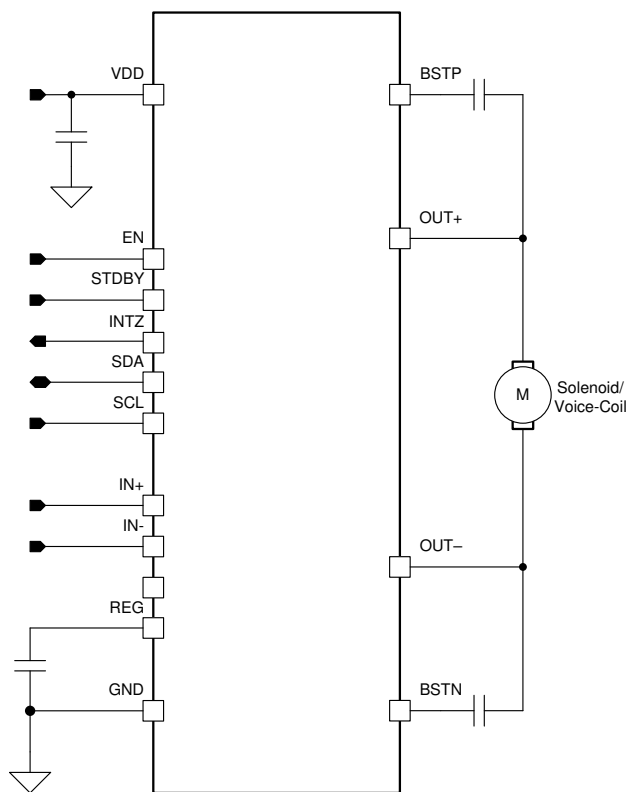 VDD
EN
STDBY
INTZ
SDA
SCL
IN+
IN-
REG
GND
BSTP
OUT+
M
Solenoid/
Voice-Coil
OUT–
BSTN